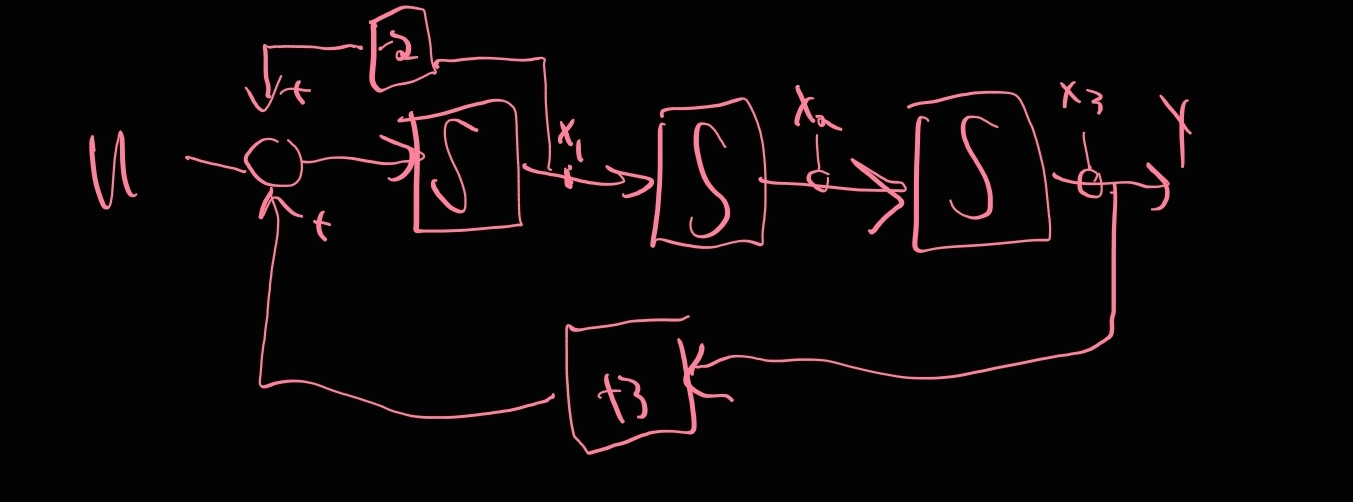 -2
+
U
∫
x₁
∫
x₂
∫
x₃
Y
+
+3